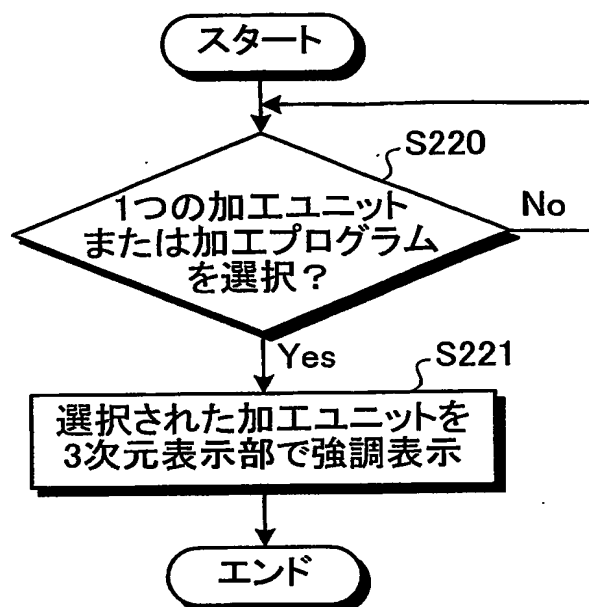 スタート
S220
1つの加工ユニット
または加工プログラム
を選択？
No
Yes
S221
選択された加工ユニットを
3次元表示部で強調表示
エンド